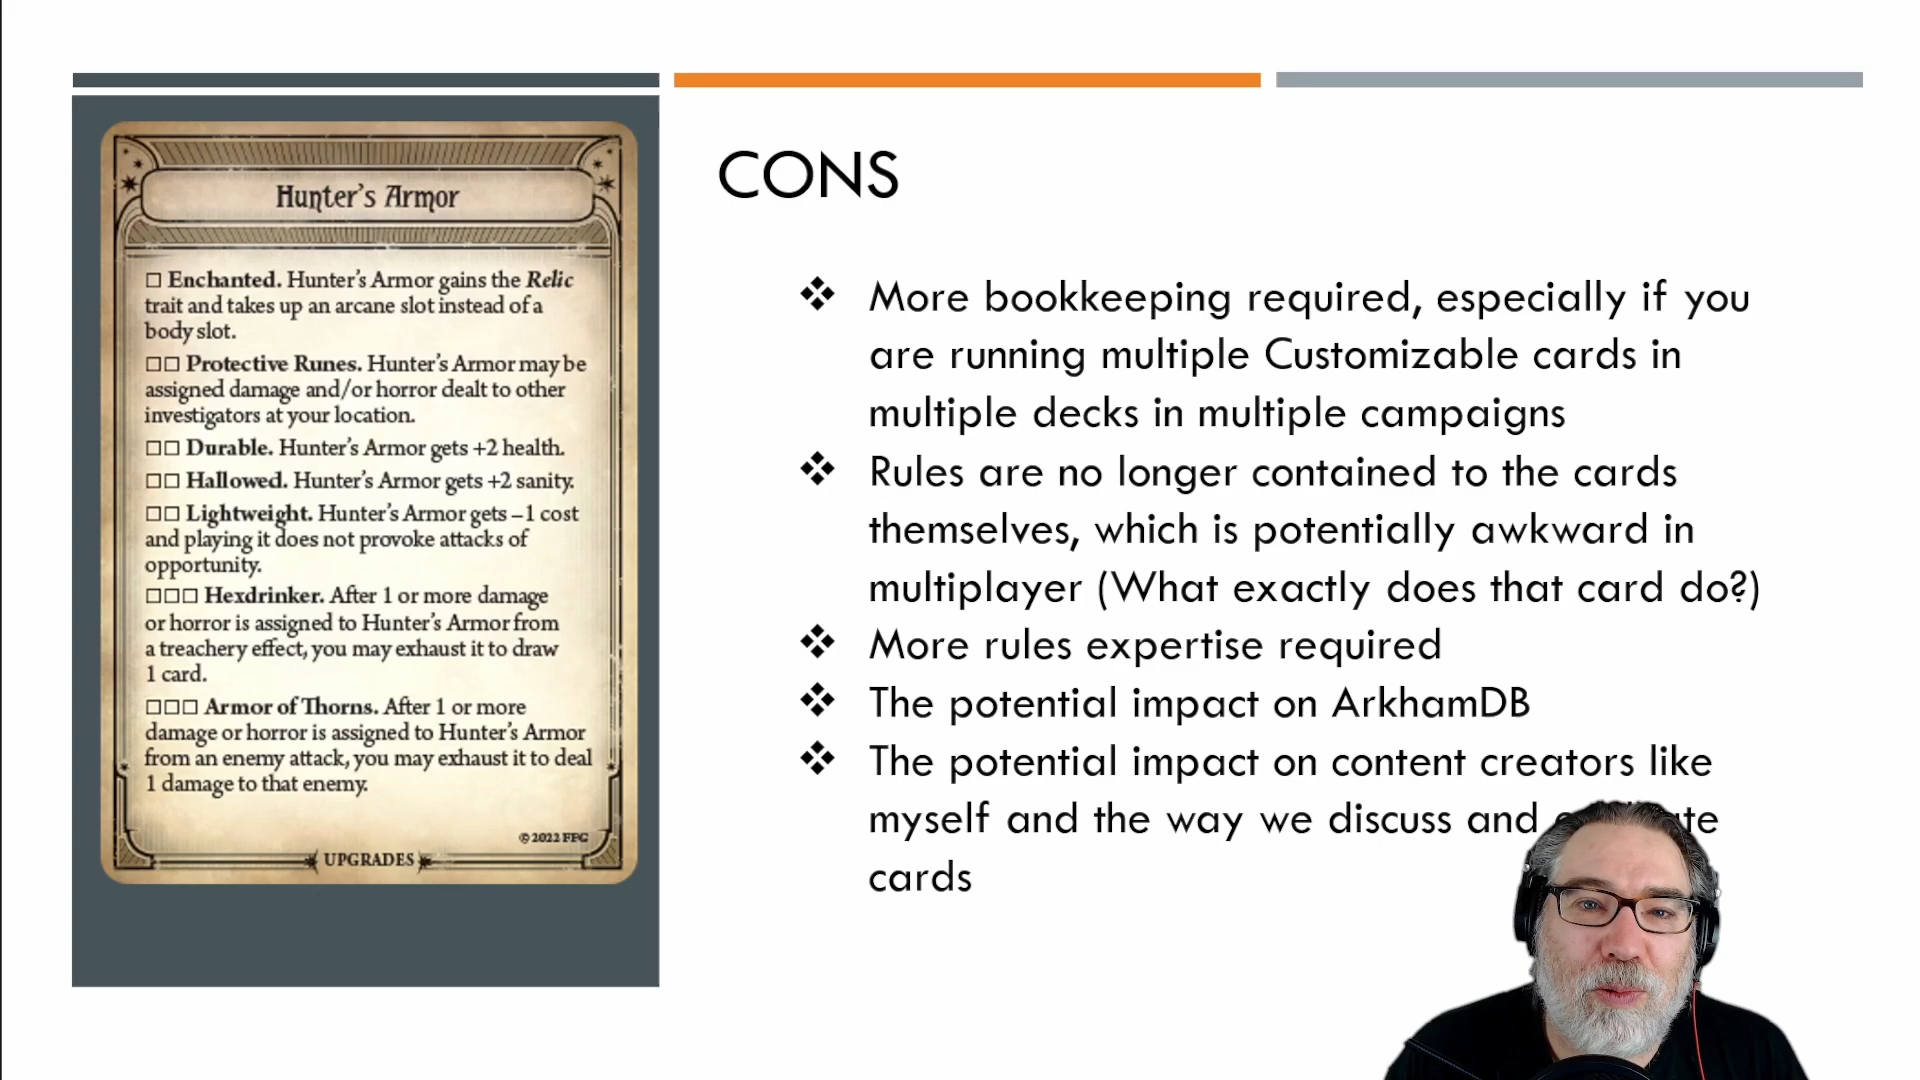 Hunter's Armor
☐ Enchanted. Hunter's Armor gains the Relic
trait and takes up an arcane slot instead of a
body slot.
☐☐ Protective Runes. Hunter's Armor may be
assigned damage and/or horror dealt to other
investigators at your location.
☐☐ Durable. Hunter's Armor gets +2 health.
☐☐ Hallowed. Hunter's Armor gets +2 sanity.
☐☐ Lightweight. Hunter's Armor gets –1 cost
and playing it does not provoke attacks of
opportunity.
☐☐☐ Hexdrinker. After 1 or more damage
or horror is assigned to Hunter's Armor from
a treachery effect, you may exhaust it to draw
1 card.
☐☐☐ Armor of Thorns. After 1 or more
damage or horror is assigned to Hunter's Armor
from an enemy attack, you may exhaust it to deal
1 damage to that enemy.
© 2022 FFG
UPGRADES
CONS
❖ More bookkeeping required, especially if you
are running multiple Customizable cards in
multiple decks in multiple campaigns
❖ Rules are no longer contained to the cards
themselves, which is potentially awkward in
multiplayer (What exactly does that card do?)
❖ More rules expertise required
❖ The potential impact on ArkhamDB
❖ The potential impact on content creators like
myself and the way we discuss and
cards